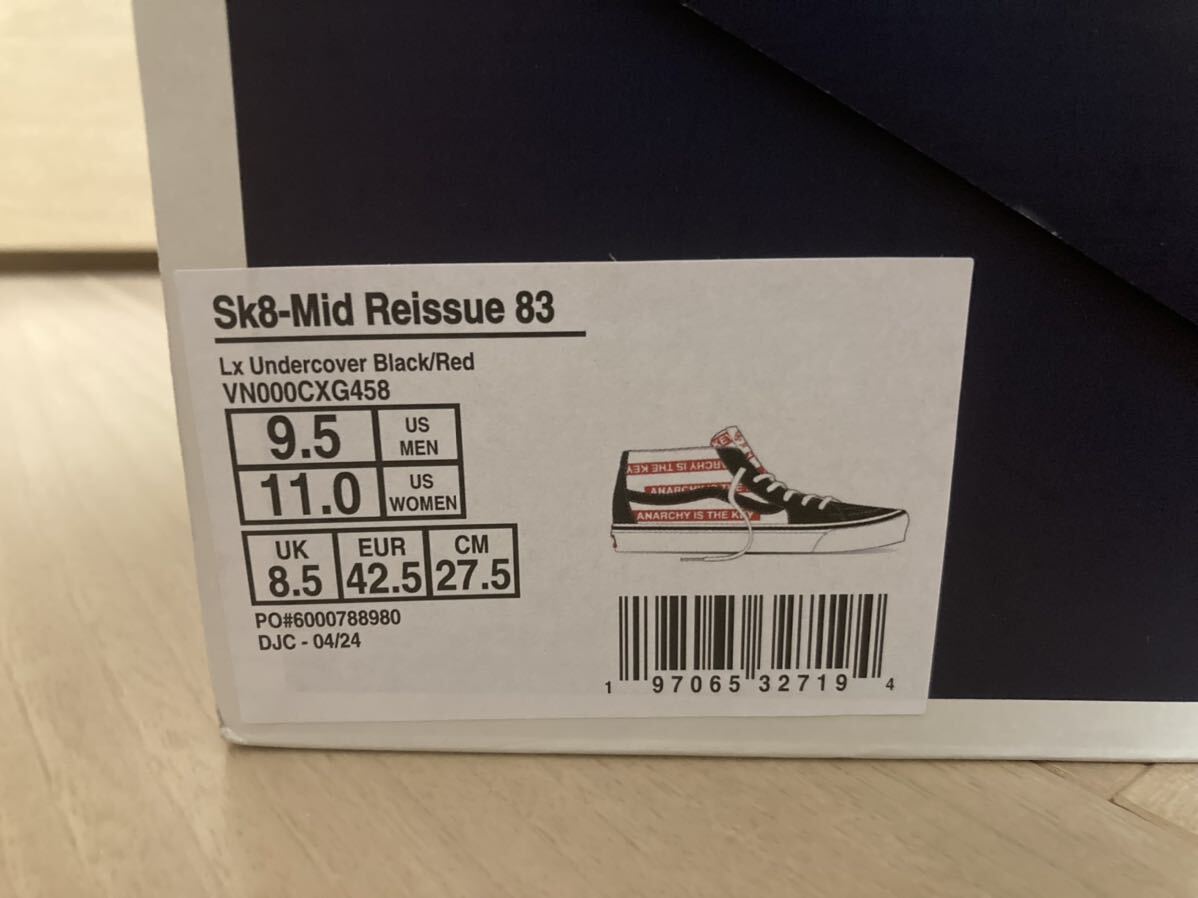 Sk8-Mid Reissue 83
Lx Undercover Black/Red
VN000CXG458
9.5 US MEN
11.0 US WOMEN
UK EUR CM
8.5 42.5 27.5
PO#6000788980
DJC - 04/24
ANARCHY IS THE KEY
1 97065 32719 4